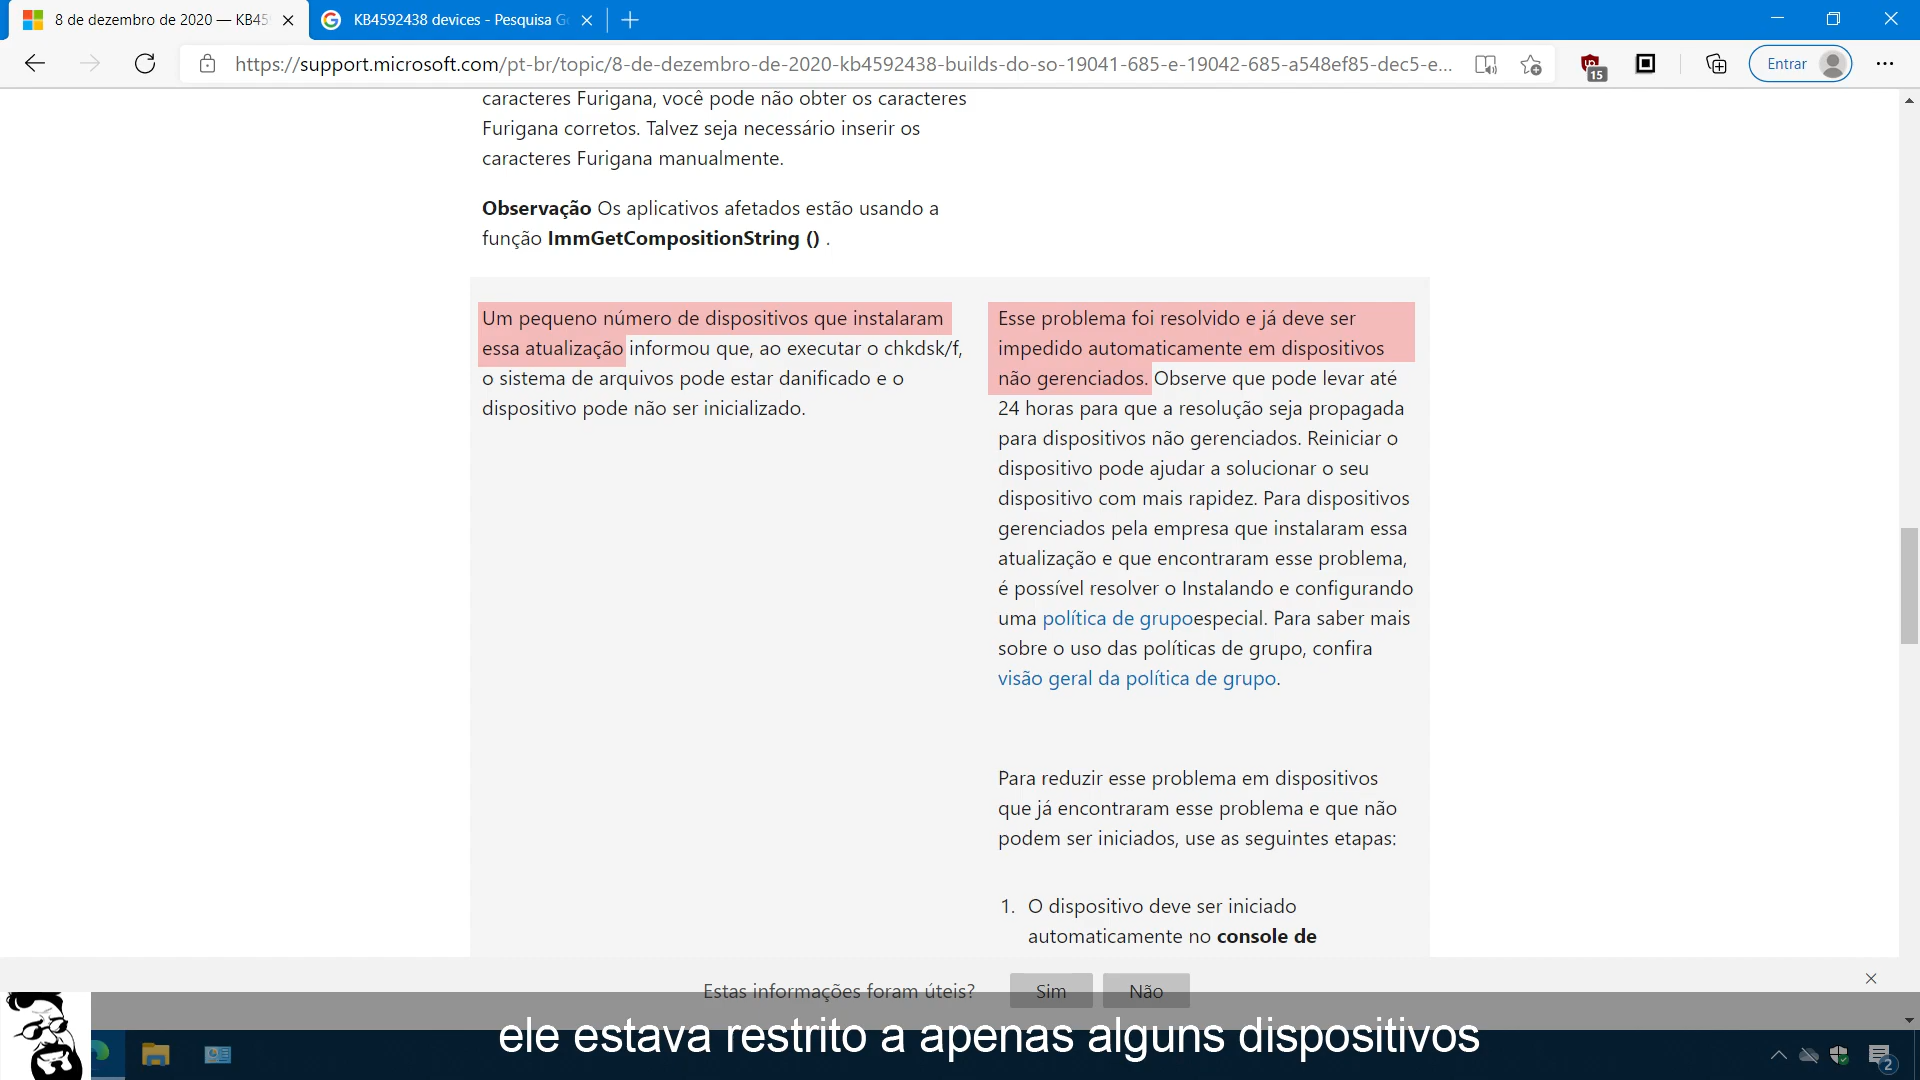 8 de dezembro de 2020 — KB45
KB4592438 devices - Pesquisa G
https://support.microsoft.com/pt-br/topic/8-de-dezembro-de-2020-kb4592438-builds-do-so-19041-685-e-19042-685-a548ef85-dec5-e...
15
Entrar
caracteres Furigana, você pode não obter os caracteres
Furigana corretos. Talvez seja necessário inserir os
caracteres Furigana manualmente.
Observação Os aplicativos afetados estão usando a
função ImmGetCompositionString () .
Um pequeno número de dispositivos que instalaram
essa atualização informou que, ao executar o chkdsk/f,
o sistema de arquivos pode estar danificado e o
dispositivo pode não ser inicializado.
Esse problema foi resolvido e já deve ser
impedido automaticamente em dispositivos
não gerenciados. Observe que pode levar até
24 horas para que a resolução seja propagada
para dispositivos não gerenciados. Reiniciar o
dispositivo pode ajudar a solucionar o seu
dispositivo com mais rapidez. Para dispositivos
gerenciados pela empresa que instalaram essa
atualização e que encontraram esse problema,
é possível resolver o Instalando e configurando
uma política de grupoespecial. Para saber mais
sobre o uso das políticas de grupo, confira
visão geral da política de grupo.
Para reduzir esse problema em dispositivos
que já encontraram esse problema e que não
podem ser iniciados, use as seguintes etapas:
1. O dispositivo deve ser iniciado
automaticamente no console de
Estas informações foram úteis?
Sim
Não
ele estava restrito a apenas alguns dispositivos
2